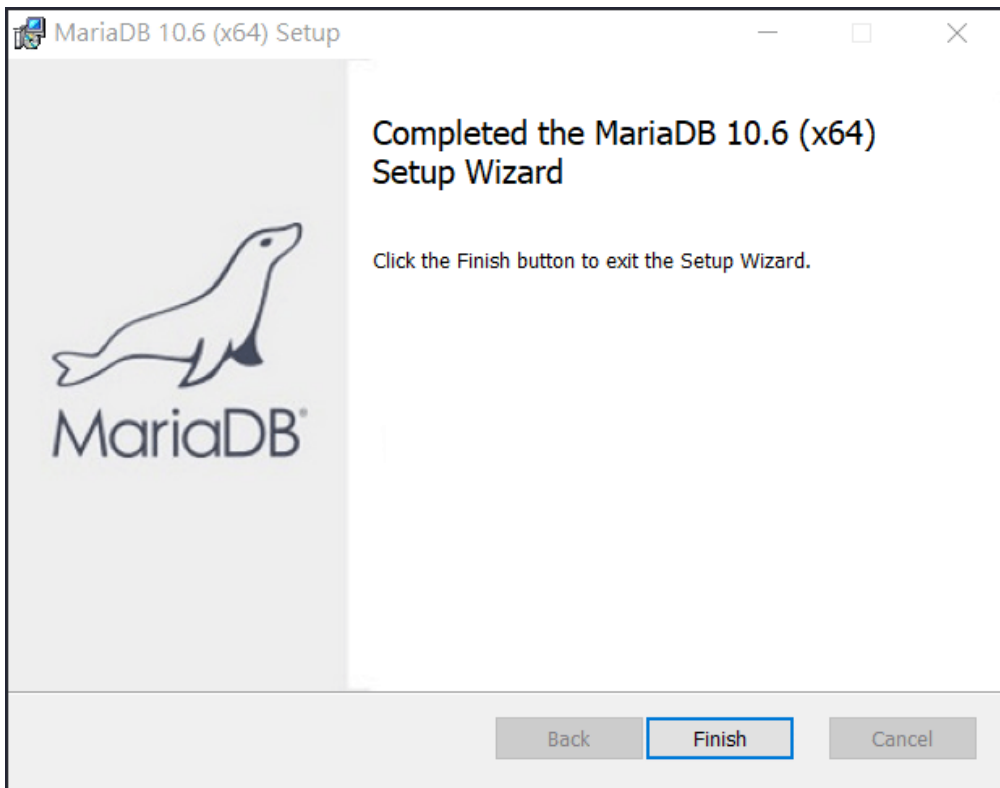 MariaDB 10.6 (x64) Setup
Completed the MariaDB 10.6 (x64)
Setup Wizard
Click the Finish button to exit the Setup Wizard.
MariaDB®
Back
Finish
Cancel